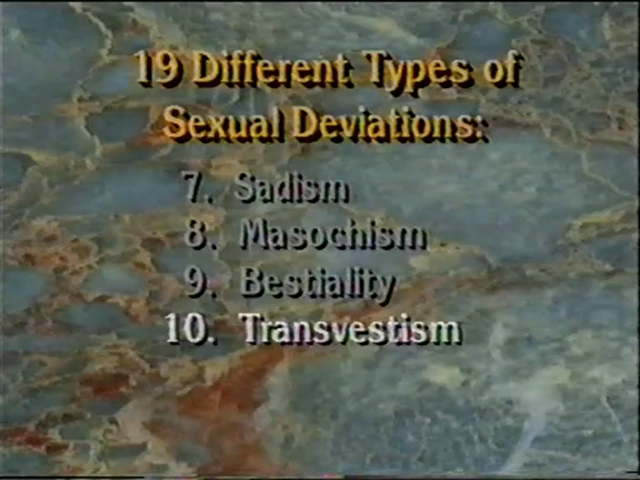 19 Different Types of
Sexual Deviations:
7. Sadism
8. Masochism
9. Bestiality
10. Transvestism